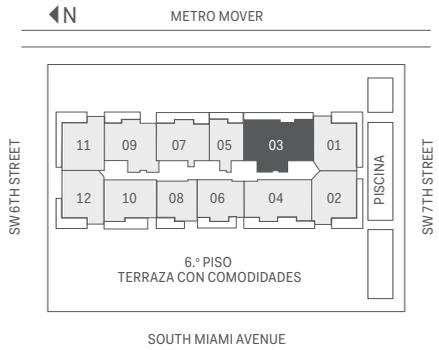 N
METRO MOVER
SW 6TH STREET
11
09
07
05
03
01
12
10
08
06
04
02
PISCINA
SW 7TH STREET
6.º PISO
TERRAZA CON COMODIDADES
SOUTH MIAMI AVENUE